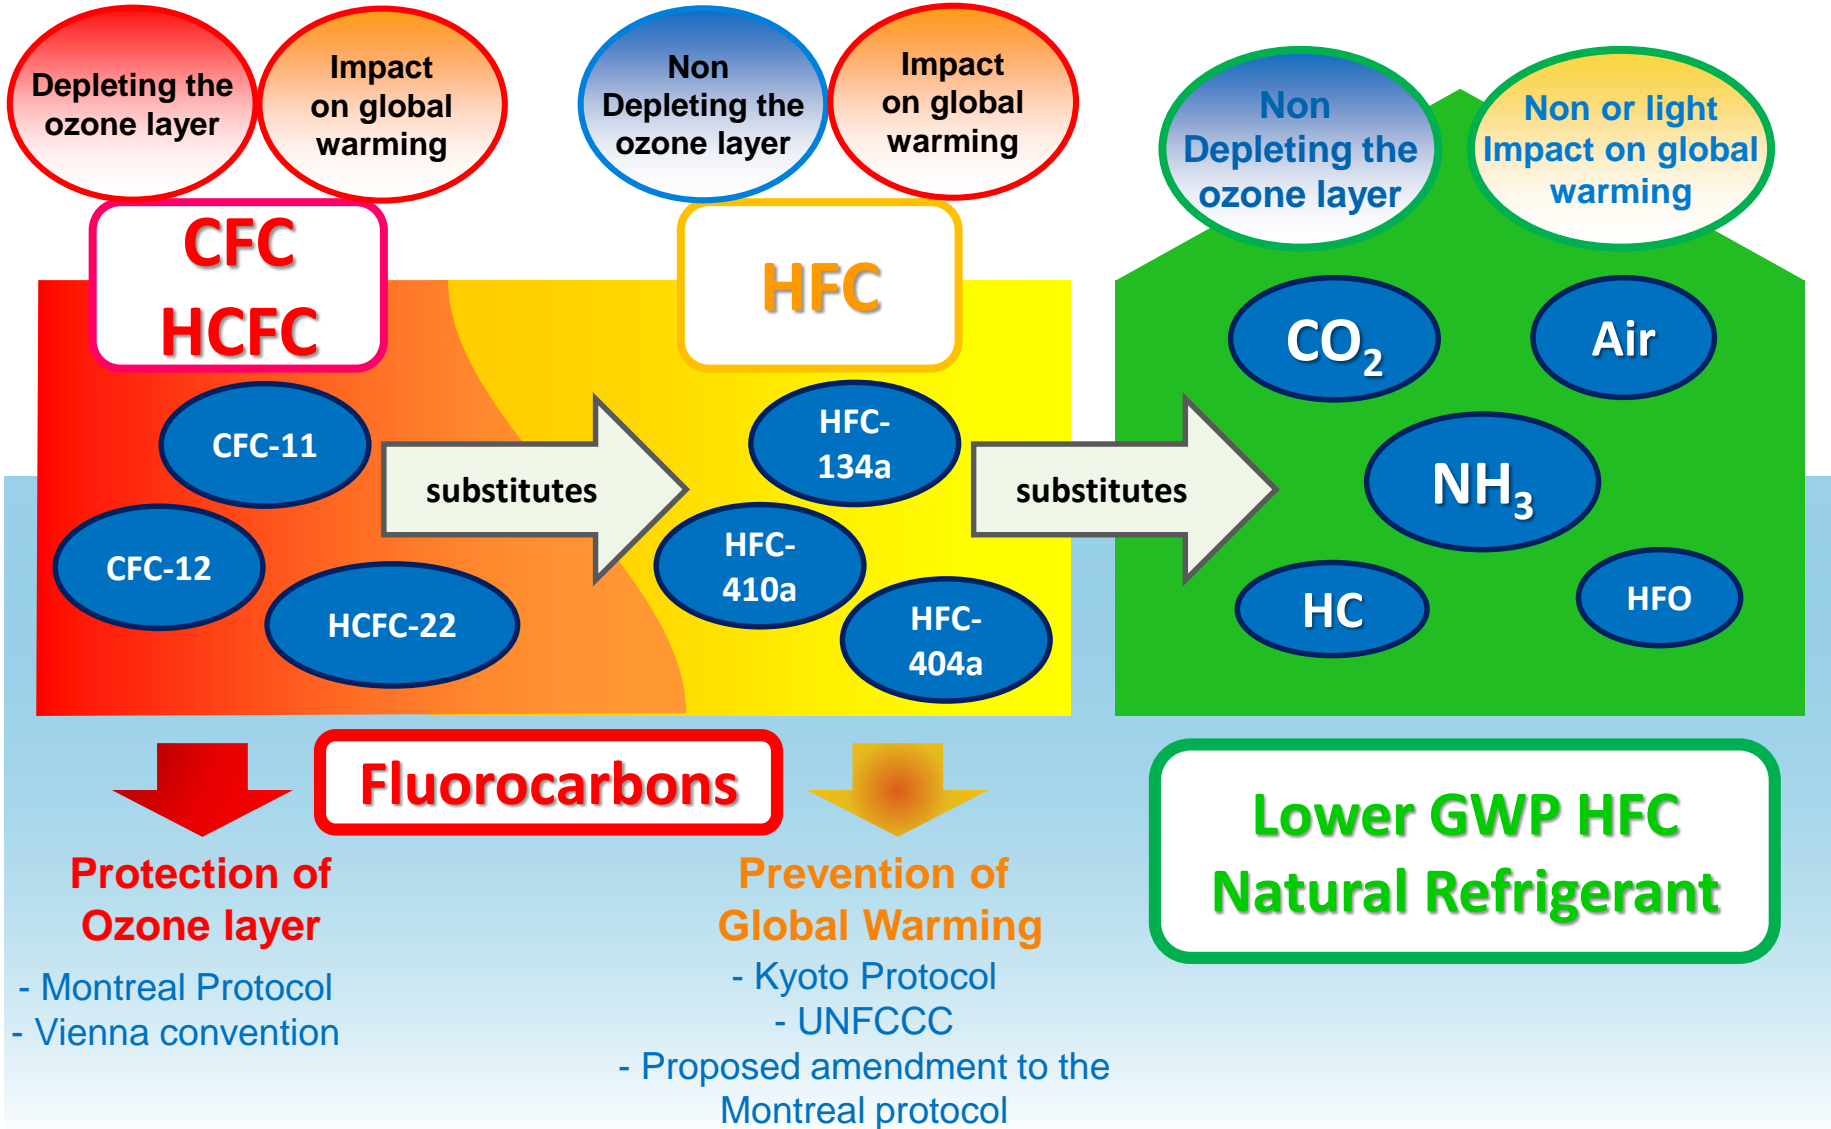 Depleting the
ozone layer
Impact
on global
warming
Non
Depleting the
ozone layer
Impact
on global
warming
Non
Depleting the
ozone layer
Non or light
Impact on global
warming
CFC
HCFC
HFC
CO₂
Air
CFC-11
substitutes
HFC-
134a
substitutes
NH₃
CFC-12
HCFC-22
HFC-
410a
HFC-
404a
HC
HFO
Fluorocarbons
Lower GWP HFC
Natural Refrigerant
Protection of
Ozone layer
- Montreal Protocol
- Vienna convention
Prevention of
Global Warming
- Kyoto Protocol
- UNFCCC
- Proposed amendment to the
Montreal protocol